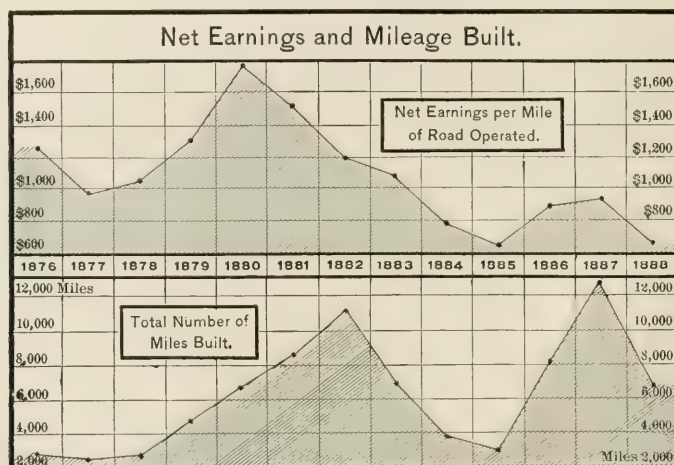 Net Earnings and Mileage Built.
$1,600
$1,400
$1,000
$800
$600
Net Earnings per Mile
of Road Operated.
$1,600
$1,400
$1,200
$1,000
$800
1876 1877 1878 1879 1880 1881 1882 1883 1884 1885 1886 1887 1888
12,000 Miles
10,000
8,000
6,000
4,000
2,000
Total Number of
Miles Built.
12,000
10,000
8,000
6,000
4,000
Miles 2,000